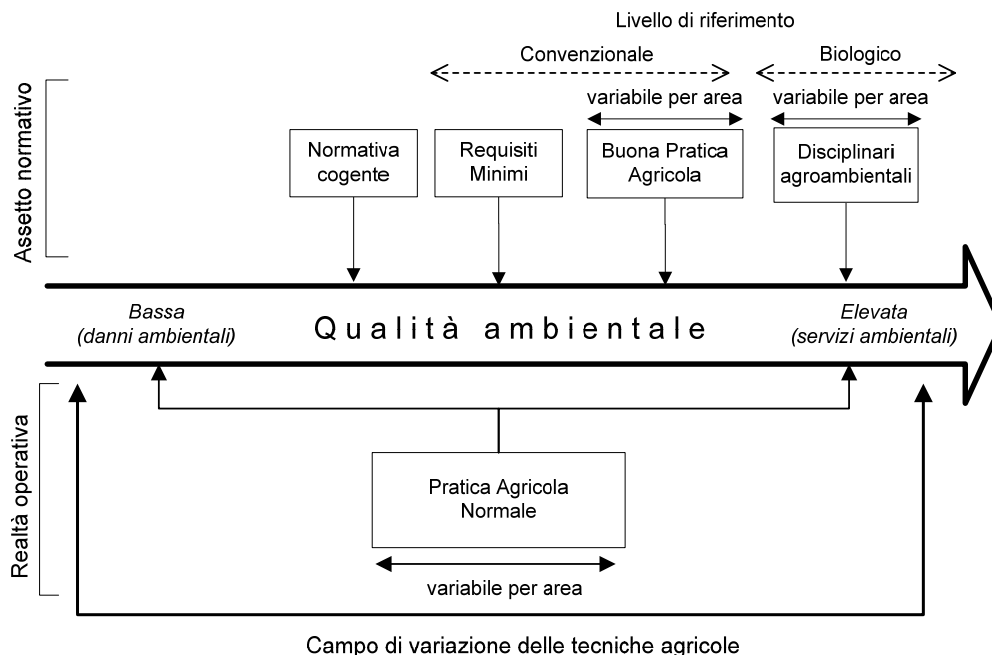 Livello di riferimento
Convenzionale
Biologico
variabile per area
variabile per area
Assetto normativo
Normativa
cogente
Requisiti
Minimi
Buona Pratica
Agricola
Disciplinari
agroambientali
Bassa
(danni ambientali)
Qualità ambientale
Elevata
(servizi ambientali)
Realtà operativa
Pratica Agricola
Normale
variabile per area
Campo di variazione delle tecniche agricole